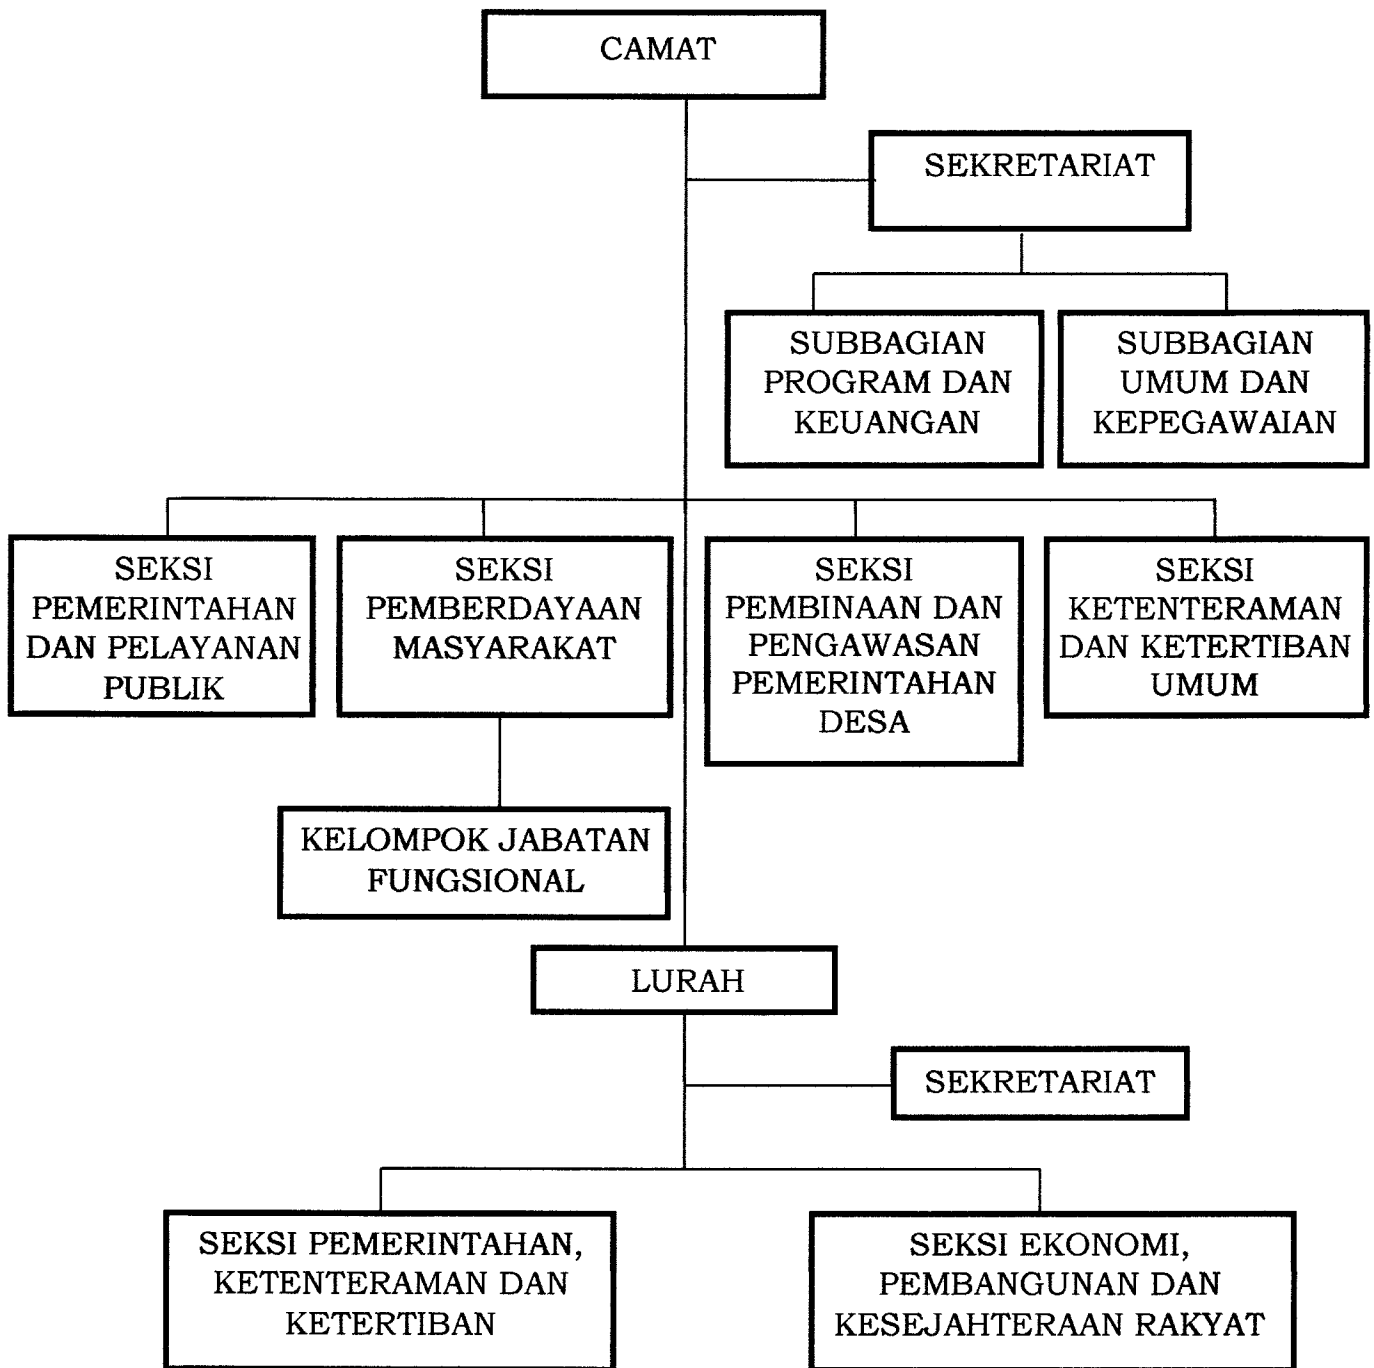 CAMAT
SEKRETARIAT
SUBBAGIAN
PROGRAM DAN
KEUANGAN
SUBBAGIAN
UMUM DAN
KEPEGAWAIAN
SEKSI
PEMERINTAHAN
DAN PELAYANAN
PUBLIK
SEKSI
PEMBERDAYAAN
MASYARAKAT
SEKSI
PEMBINAAN DAN
PENGAWASAN
PEMERINTAHAN
DESA
SEKSI
KETENTERAMAN
DAN KETERTIBAN
UMUM
KELOMPOK JABATAN
FUNGSIONAL
LURAH
SEKRETARIAT
SEKSI PEMERINTAHAN,
KETENTERAMAN DAN
KETERTIBAN
SEKSI EKONOMI,
PEMBANGUNAN DAN
KESEJAHTERAAN RAKYAT